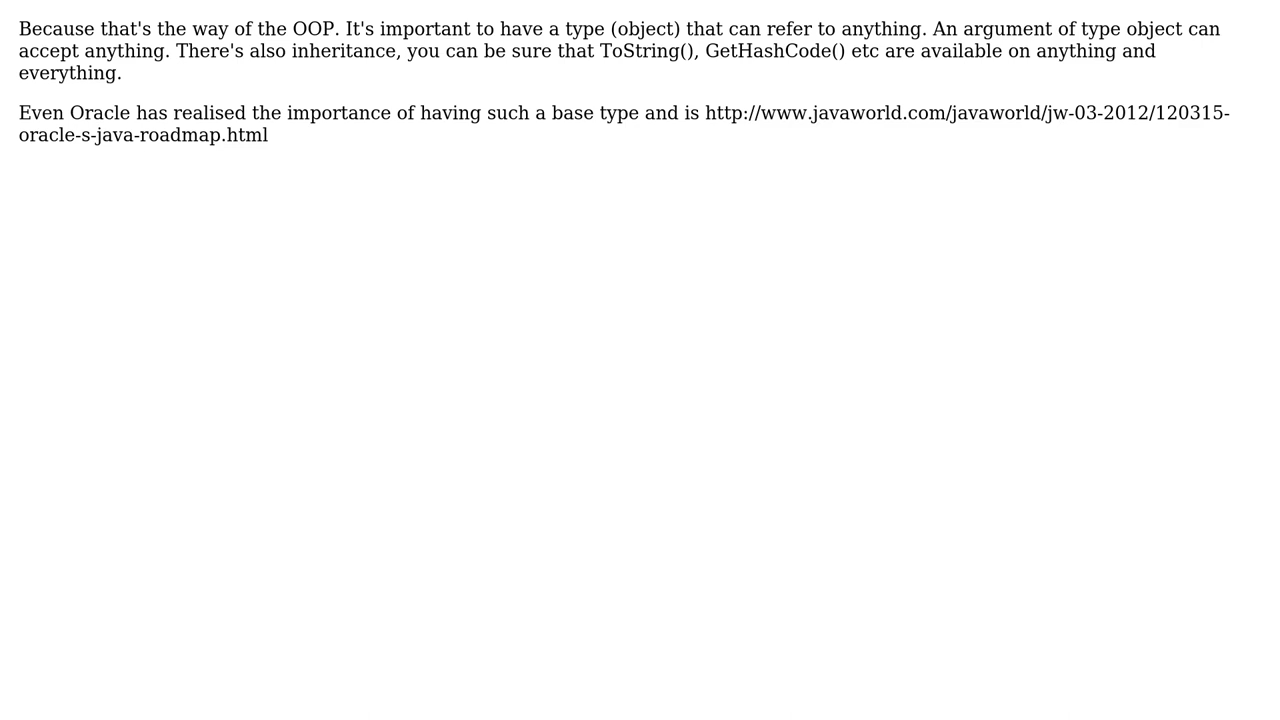 Because that's the way of the OOP. It's important to have a type (object) that can refer to anything. An argument of type object can
accept anything. There's also inheritance, you can be sure that ToString(), GetHashCode() etc are available on anything and
everything.
Even Oracle has realised the importance of having such a base type and is http://www.javaworld.com/javaworld/jw-03-2012/120315-
oracle-s-java-roadmap.html